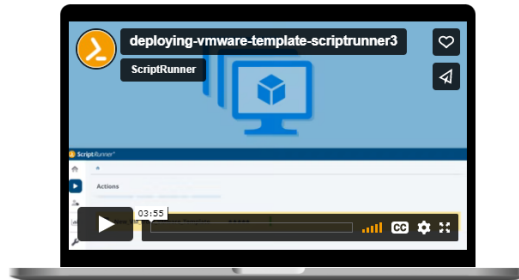 deploying-vmware-template-scriptrunner3
ScriptRunner
ScriptRunner
Actions
03:55
CC